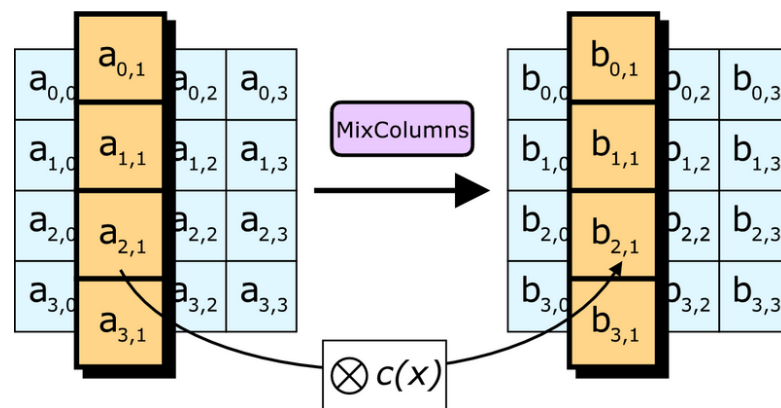 a0,0 a0,1 a0,2 a0,3
a1,0 a1,1 a1,2 a1,3
a2,0 a2,1 a2,2 a2,3
a3,0 a3,1 a3,2 a3,3
MixColumns
b0,0 b0,1 b0,2 b0,3
b1,0 b1,1 b1,2 b1,3
b2,0 b2,1 b2,2 b2,3
b3,0 b3,1 b3,2 b3,3
⊗ c(x)